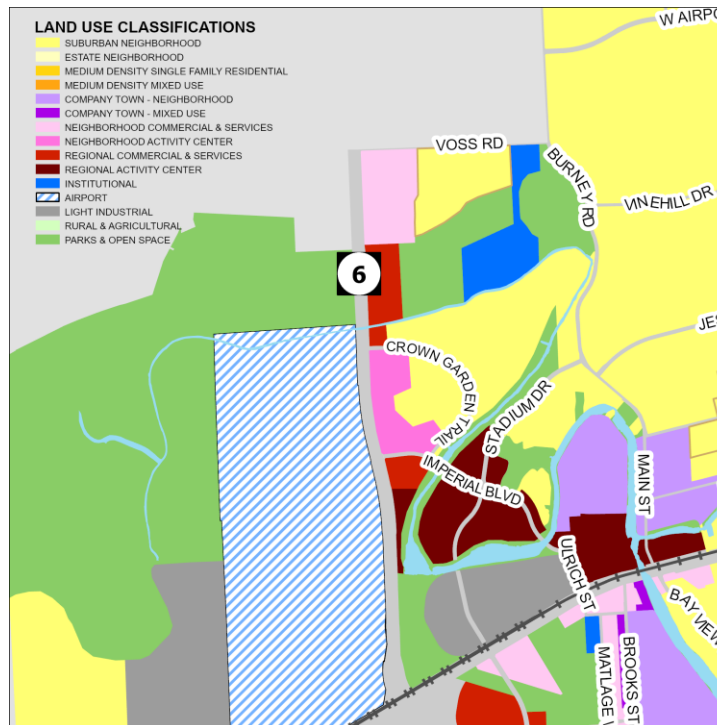 LAND USE CLASSIFICATIONS
SUBURBAN NEIGHBORHOOD
ESTATE NEIGHBORHOOD
MEDIUM DENSITY SINGLE FAMILY RESIDENTIAL
MEDIUM DENSITY MIXED USE
COMPANY TOWN - NEIGHBORHOOD
COMPANY TOWN - MIXED USE
NEIGHBORHOOD COMMERCIAL & SERVICES
NEIGHBORHOOD ACTIVITY CENTER
REGIONAL COMMERCIAL & SERVICES
REGIONAL ACTIVITY CENTER
INSTITUTIONAL
AIRPORT
LIGHT INDUSTRIAL
RURAL & AGRICULTURAL
PARKS & OPEN SPACE
W AIRPO
VOSS RD
BURNEY RD
VINEHILL DR
6
JES
CROWN GARDEN TRAIL
STADIUM DR
IMPERIAL BLVD
MAIN ST
ULRICH ST
BAY VIEW
BROOKS ST
MATLAGE